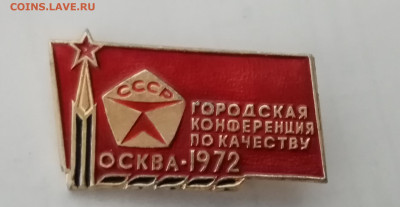 COINS.LAVE.RU
СССР
ГОРОДСКАЯ
КОНФЕРЕНЦИЯ
ПО КАЧЕСТВУ
ОСКВА·1972